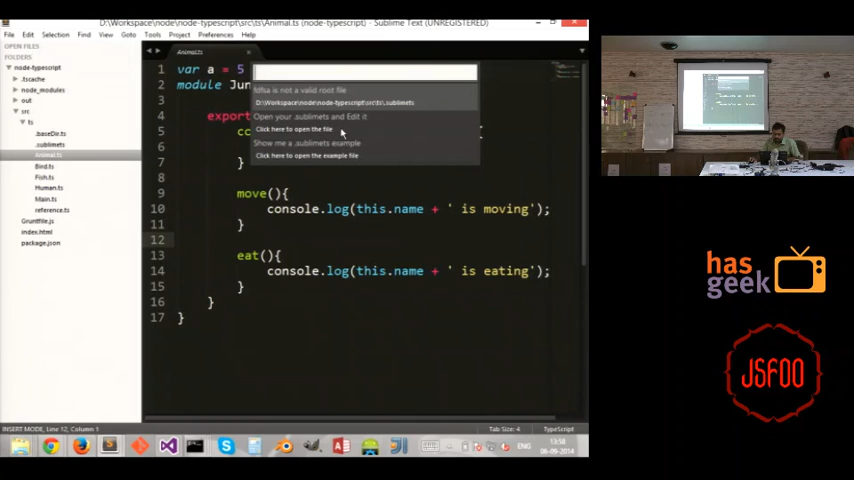 D:\Workspace\node\node-typescript\src\ts\Animal.ts (node-typescript) - Sublime Text (UNREGISTERED)
File Edit Selection Find View Goto Tools Project Preferences Help
OPEN FILES
FOLDERS
node-typescript
.tscache
node_modules
out
src
ts
.baseDir.ts
.sublimets
Animal.ts
Bird.ts
Fish.ts
Human.ts
Main.ts
reference.ts
Gruntfile.js
index.html
package.json
Animal.ts
1 var a = 5
2 module Jun
3
4 export
5 co {
6
7 }
8
9 move(){
10 console.log(this.name + ' is moving');
11 }
12
13 eat(){
14 console.log(this.name + ' is eating');
15 }
16 }
17 }
fdfsa is not a valid root file
D:\Workspace\node\node-typescript\src\ts\.sublimets
Open your .sublimets and Edit it
Click here to open the file
Show me a .sublimets example
Click here to open the example file
INSERT MODE, Line 12, Column 1
Tab Size: 4
TypeScript
ENG
13:58
06-09-2014
has
geek
JSFOO